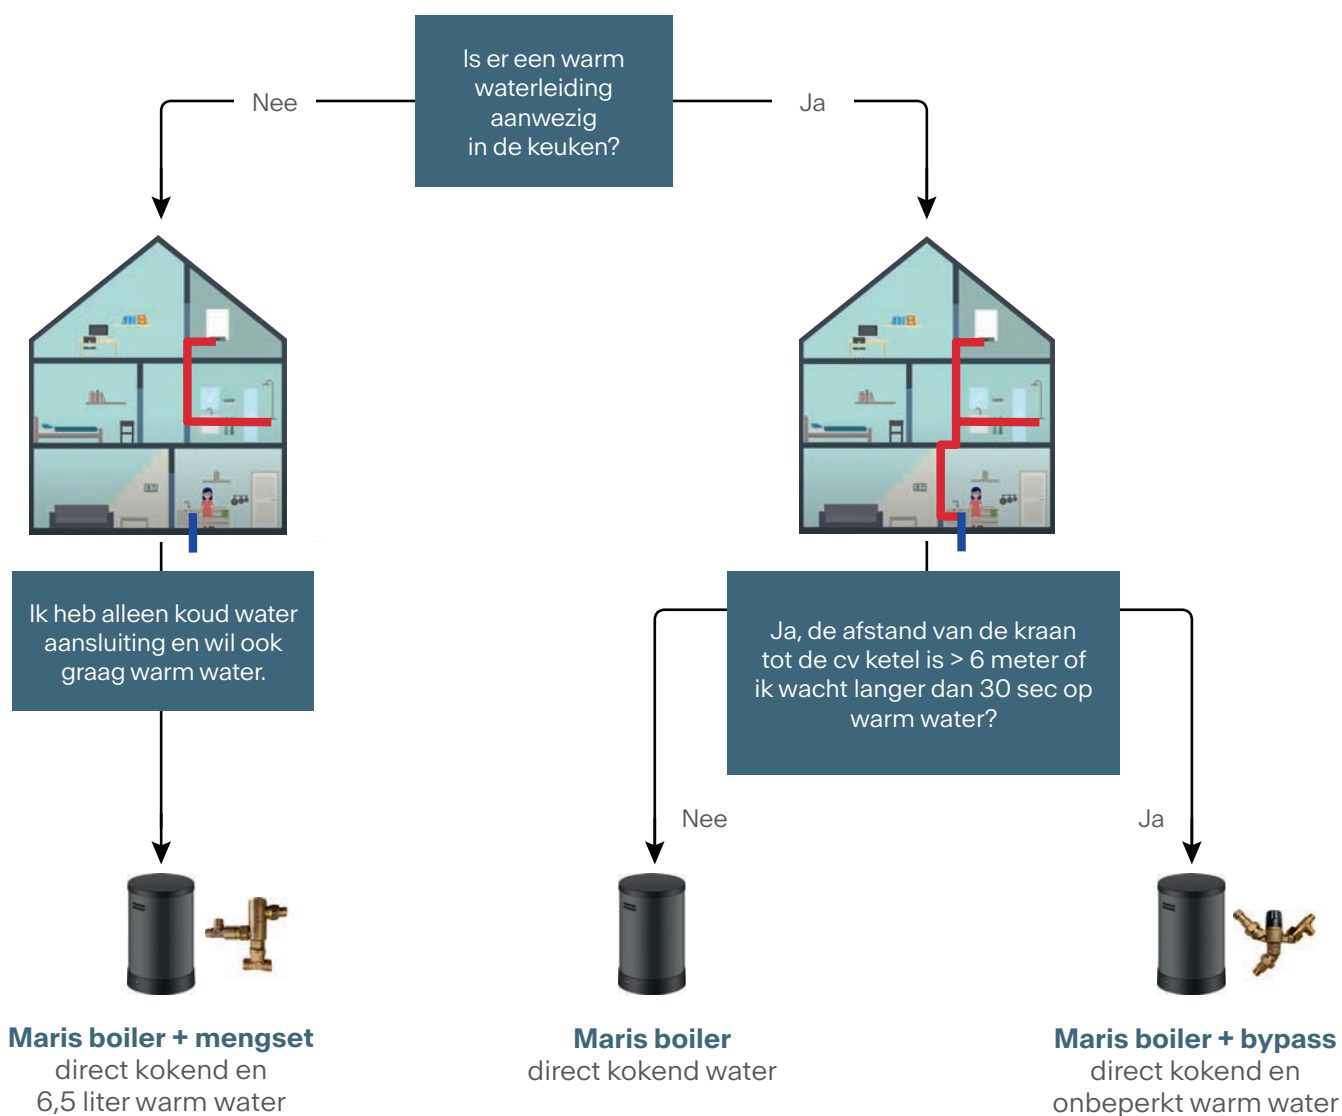 Is er een warm
waterleiding
aanwezig
in de keuken?
Nee
Ja
Ik heb alleen koud water
aansluiting en wil ook
graag warm water.
Ja, de afstand van de kraan
tot de cv ketel is > 6 meter of
ik wacht langer dan 30 sec op
warm water?
Nee
Ja
Maris boiler + mengset
direct kokend en
6,5 liter warm water
Maris boiler
direct kokend water
Maris boiler + bypass
direct kokend en
onbeperkt warm water